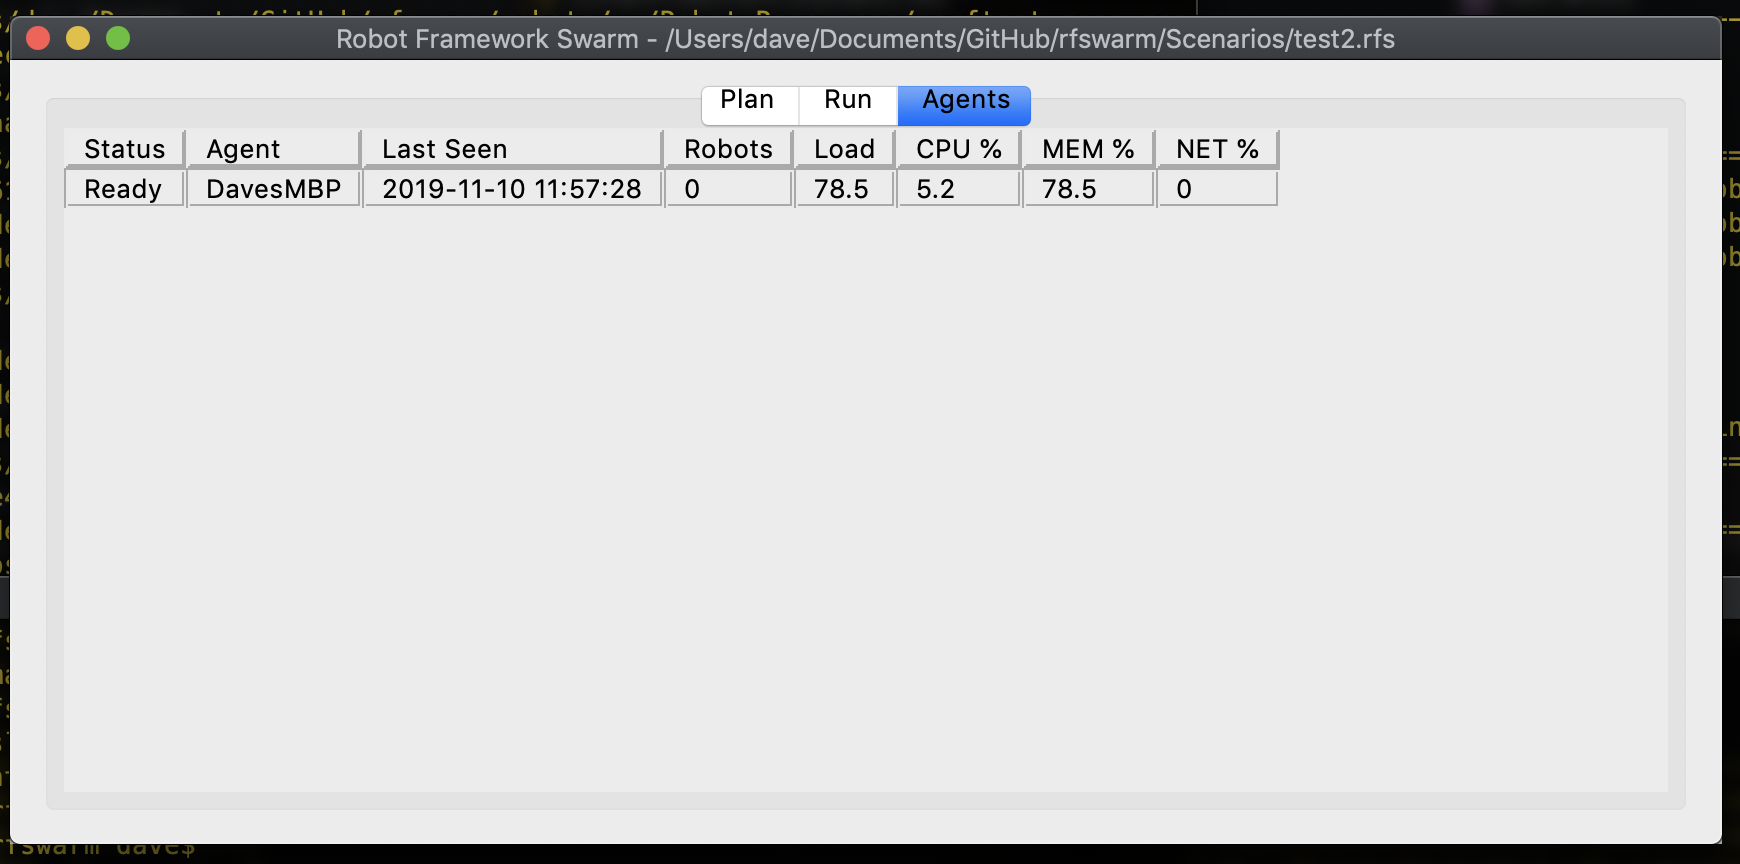 Robot Framework Swarm - /Users/dave/Documents/GitHub/rfswarm/Scenarios/test2.rfs
Plan Run Agents
Status Agent Last Seen Robots Load CPU % MEM % NET %
Ready DavesMBP 2019-11-10 11:57:28 0 78.5 5.2 78.5 0
rfswarm dave$